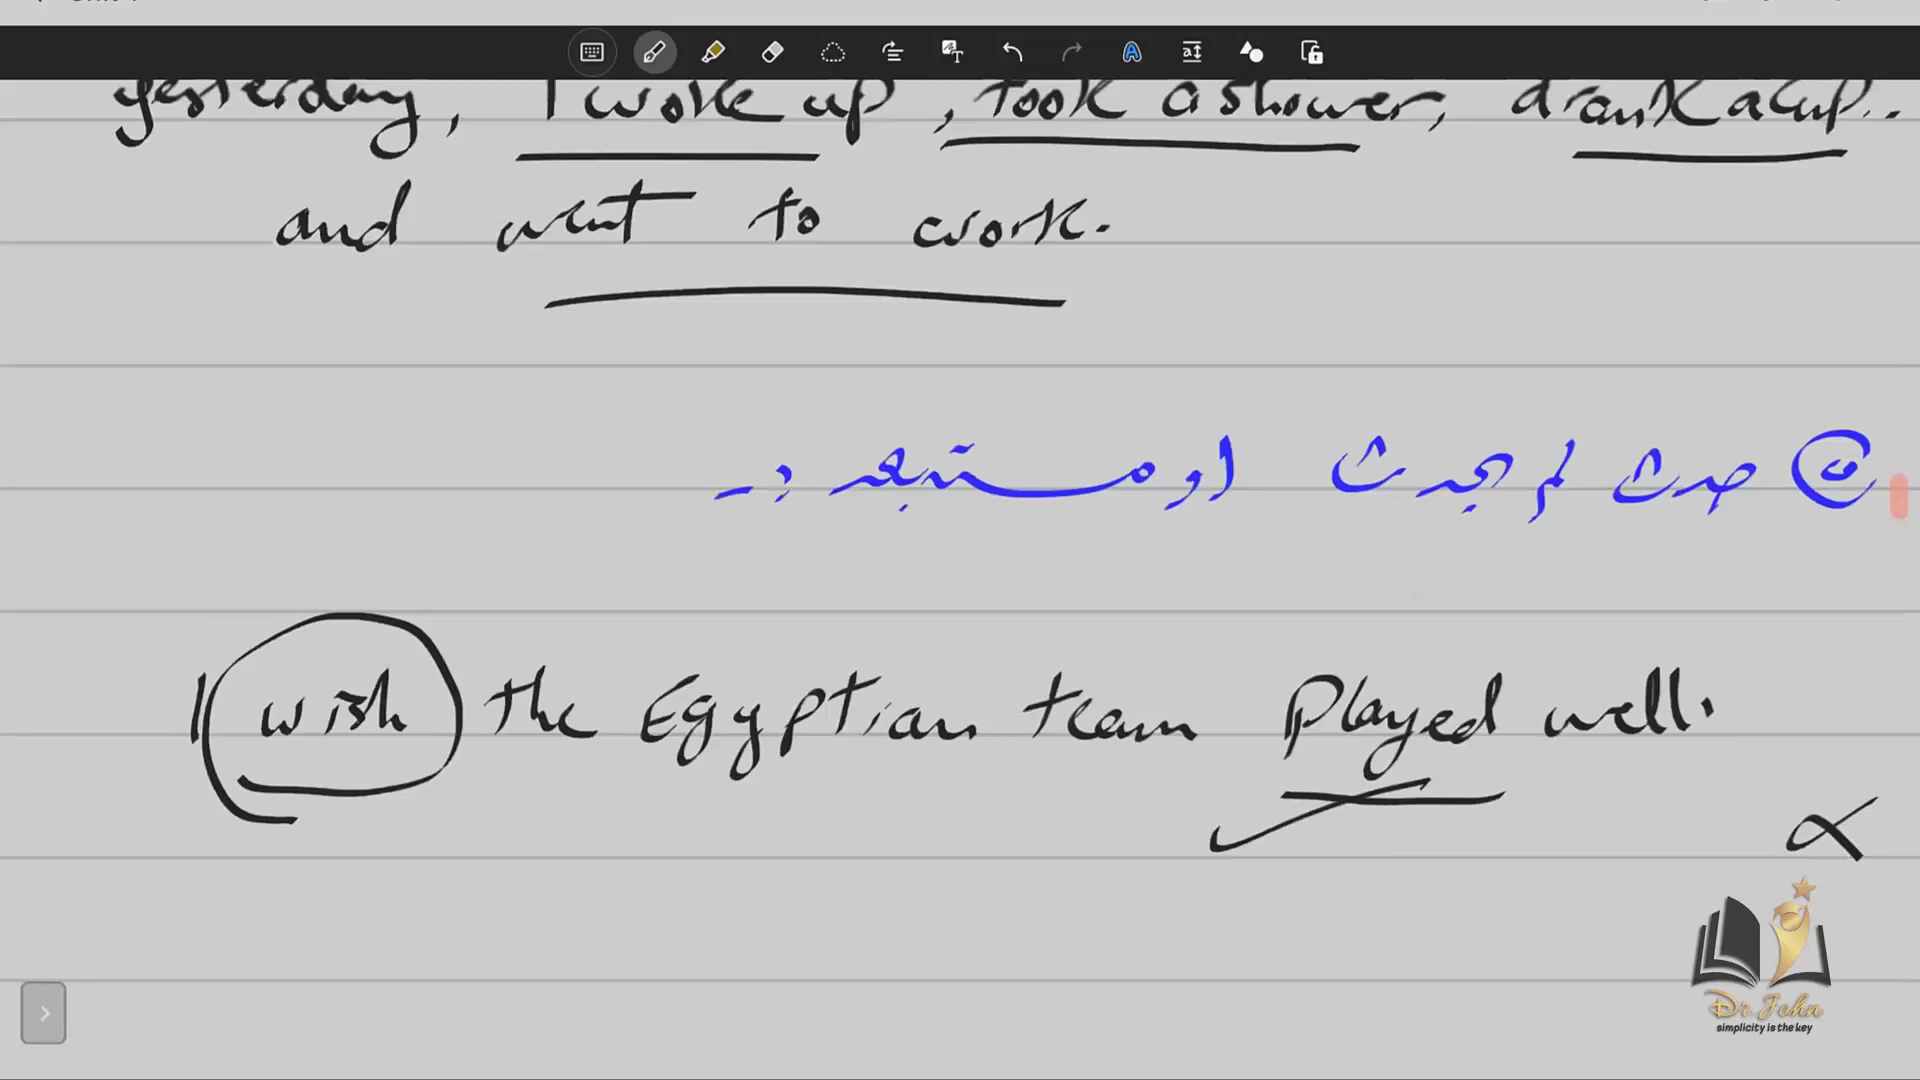 yesterday, I woke up, took a shower, drank a cup..
and went to work.
حدث لم يحدث او مستبعد :-
I wish the Egyptian team played well.
Dr. John
simplicity is the key